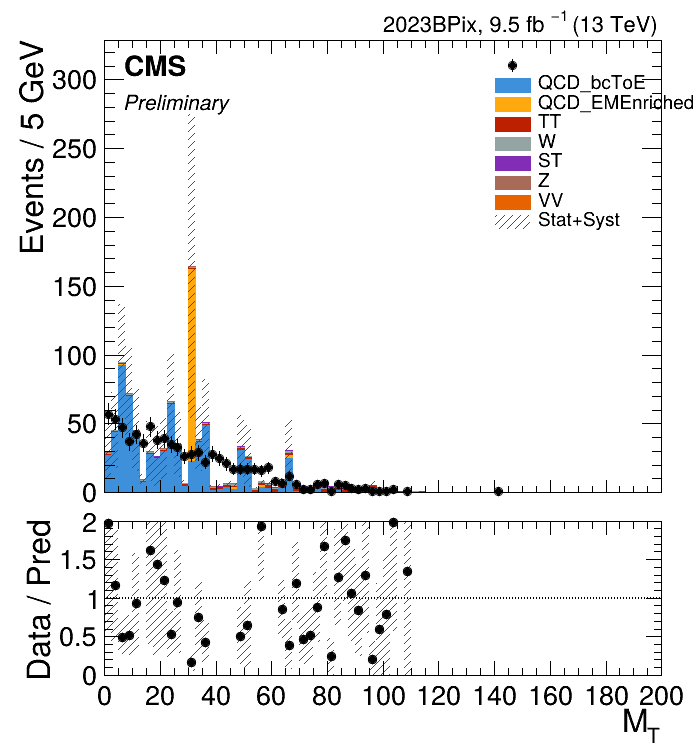 2023BPix, 9.5 fb⁻¹ (13 TeV)
CMS
Preliminary
Events / 5 GeV
300
250
200
150
100
50
0
QCD_bcToE
QCD_EMEnriched
TT
W
ST
Z
VV
Stat+Syst
Data / Pred
2
1.5
1
0.5
0
0 20 40 60 80 100 120 140 160 180 200
M_T